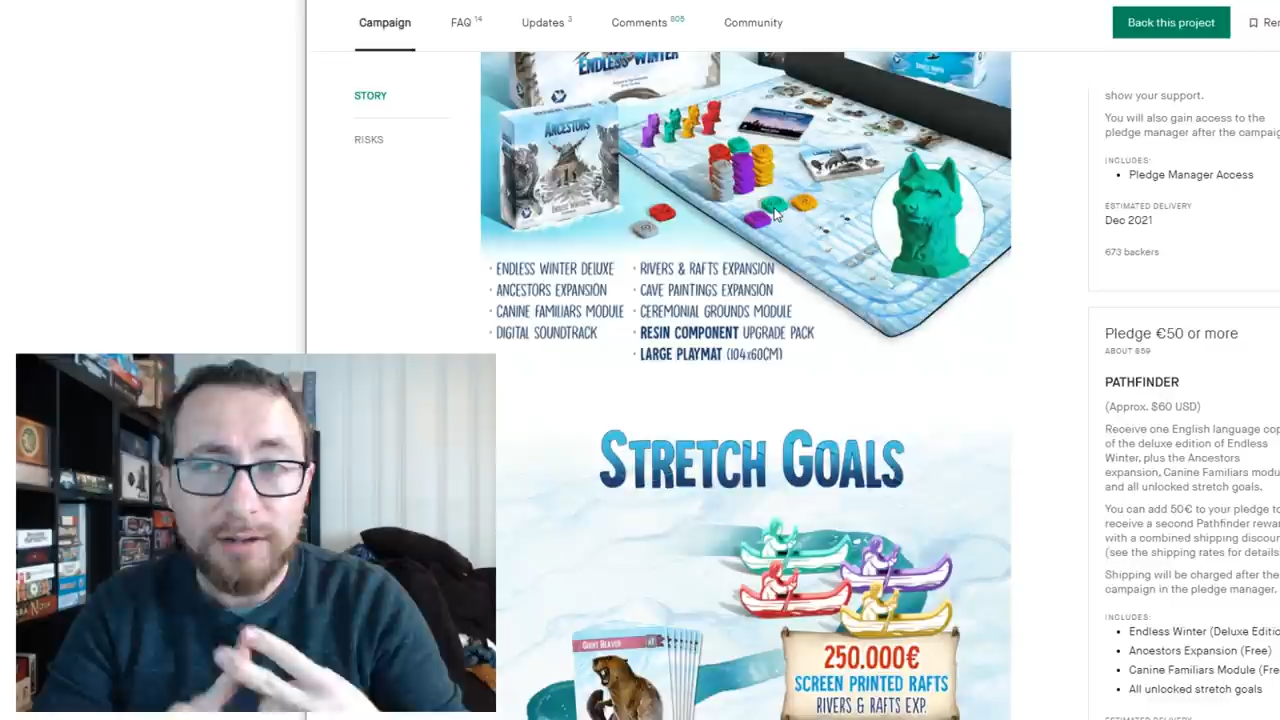 Campaign
FAQ 14
Updates 3
Comments 805
Community
Back this project
STORY
RISKS
ENDLESS WINTER
ANCESTORS
ENDLESS WINTER
· ENDLESS WINTER DELUXE
· ANCESTORS EXPANSION
· CANINE FAMILIARS MODULE
· DIGITAL SOUNDTRACK
· RIVERS & RAFTS EXPANSION
· CAVE PAINTINGS EXPANSION
· CEREMONIAL GROUNDS MODULE
· RESIN COMPONENT UPGRADE PACK
· LARGE PLAYMAT (104x60CM)
STRETCH GOALS
GIANT BEAVER
250.000€
SCREEN PRINTED RAFTS
RIVERS & RAFTS EXP.
show your support.
You will also gain access to the
pledge manager after the campaig
INCLUDES:
• Pledge Manager Access
ESTIMATED DELIVERY
Dec 2021
673 backers
Pledge €50 or more
ABOUT $59
PATHFINDER
(Approx. $60 USD)
Receive one English language cop
of the deluxe edition of Endless
Winter, plus the Ancestors
expansion, Canine Familiars modu
and all unlocked stretch goals.
You can add 50€ to your pledge to
receive a second Pathfinder rewar
with a combined shipping discoun
(see the shipping rates for details
Shipping will be charged after the
campaign in the pledge manager.
INCLUDES:
• Endless Winter (Deluxe Editio
• Ancestors Expansion (Free)
• Canine Familiars Module (Fre
• All unlocked stretch goals